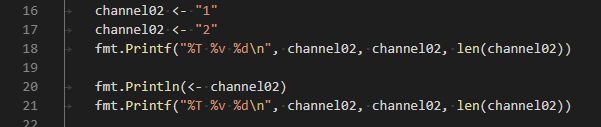 16 channel02 <- "1"
17 channel02 <- "2"
18 fmt.Printf("%T %v %d\n", channel02, channel02, len(channel02))
19
20 fmt.Println(<- channel02)
21 fmt.Printf("%T %v %d\n", channel02, channel02, len(channel02))
22